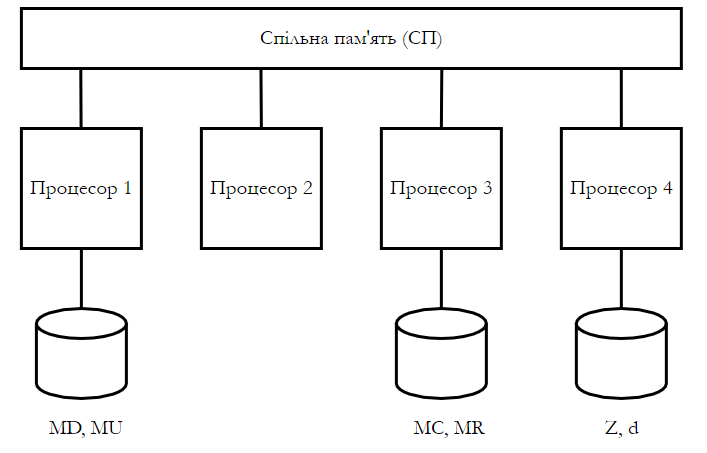 Спільна пам'ять (СП)
Процесор 1
Процесор 2
Процесор 3
Процесор 4
MD, MU
MC, MR
Z, d